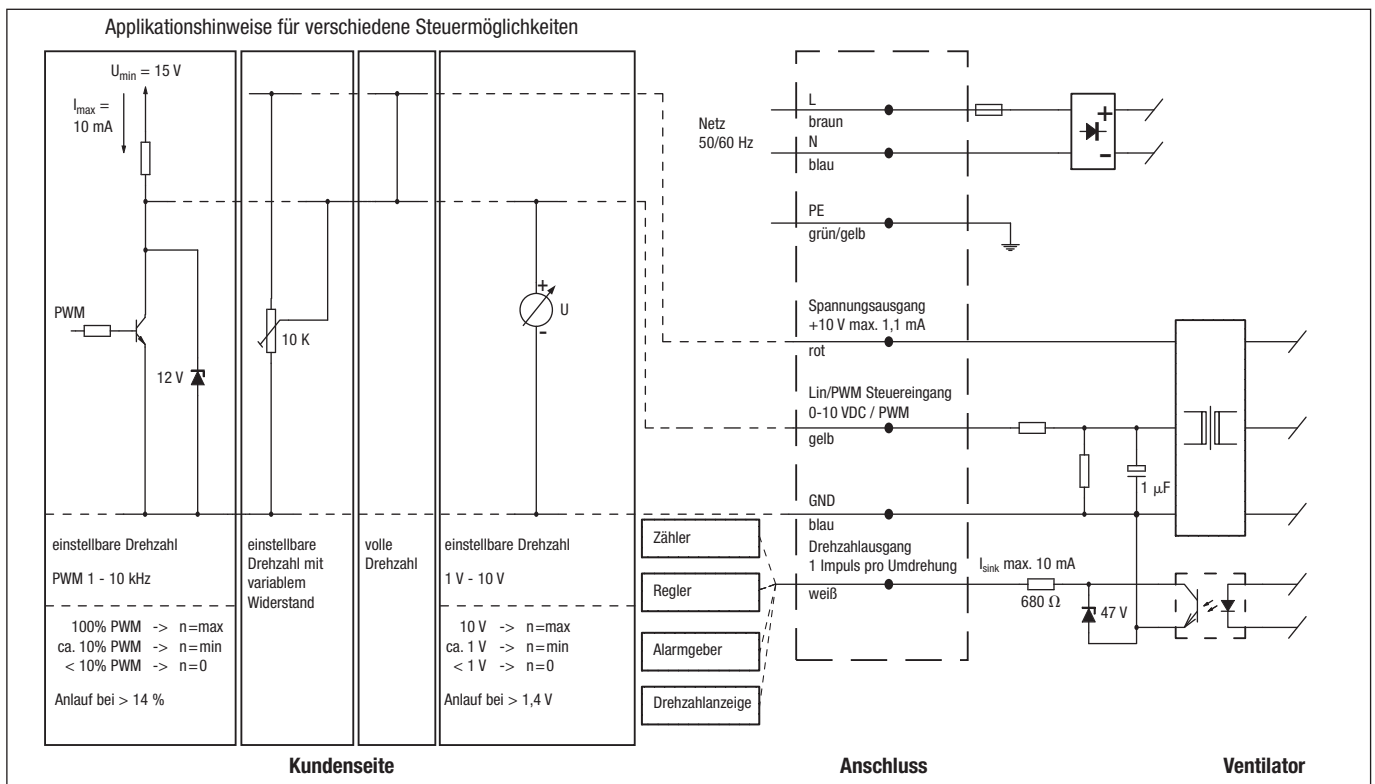 Applikationshinweise für verschiedene Steuermöglichkeiten
Umin = 15 V
Imax =
10 mA
PWM
12 V
einstellbare Drehzahl
PWM 1 - 10 kHz
100% PWM -> n=max
ca. 10% PWM -> n=min
< 10% PWM -> n=0
Anlauf bei > 14 %
10 K
einstellbare
Drehzahl mit
variablem
Widerstand
volle
Drehzahl
+
U
-
einstellbare Drehzahl
1 V - 10 V
10 V -> n=max
ca. 1 V -> n=min
< 1 V -> n=0
Anlauf bei > 1,4 V
Kundenseite
Zähler
Regler
Alarmgeber
Drehzahlanzeige
Netz
50/60 Hz
L
braun
N
blau
PE
grün/gelb
Spannungsausgang
+10 V max. 1,1 mA
rot
Lin/PWM Steuereingang
0-10 VDC / PWM
gelb
GND
blau
Drehzahlausgang
1 Impuls pro Umdrehung
weiß
Anschluss
+
-
1 μF
Isink max. 10 mA
680 Ω
47 V
Ventilator